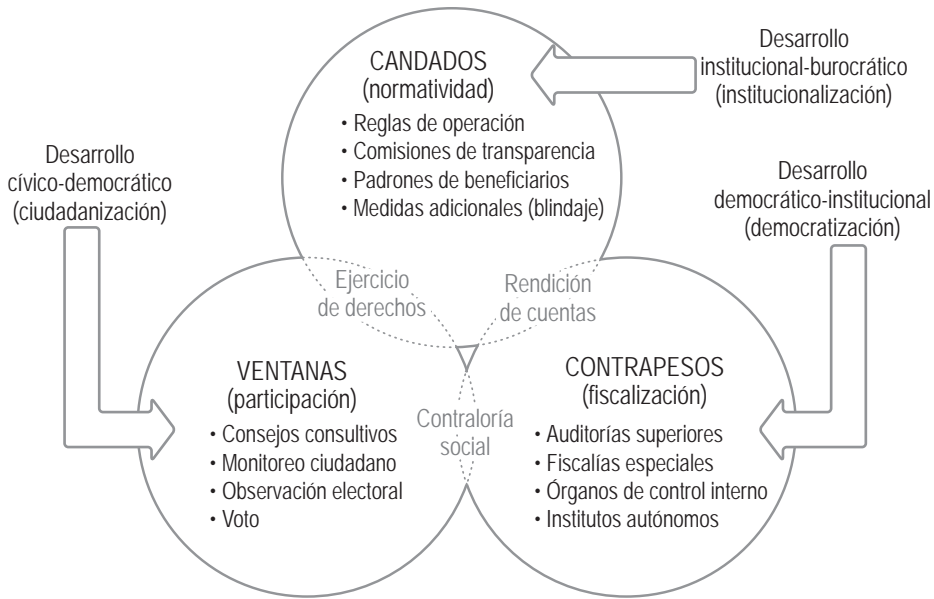 CANDADOS
(normatividad)
• Reglas de operación
• Comisiones de transparencia
• Padrones de beneficiarios
• Medidas adicionales (blindaje)
Desarrollo
institucional-burocrático
(institucionalización)
Desarrollo
cívico-democrático
(ciudadanización)
Desarrollo
democrático-institucional
(democratización)
Ejercicio
de derechos
Rendición
de cuentas
VENTANAS
(participación)
• Consejos consultivos
• Monitoreo ciudadano
• Observación electoral
• Voto
Contraloría
social
CONTRAPESOS
(fiscalización)
• Auditorías superiores
• Fiscalías especiales
• Órganos de control interno
• Institutos autónomos